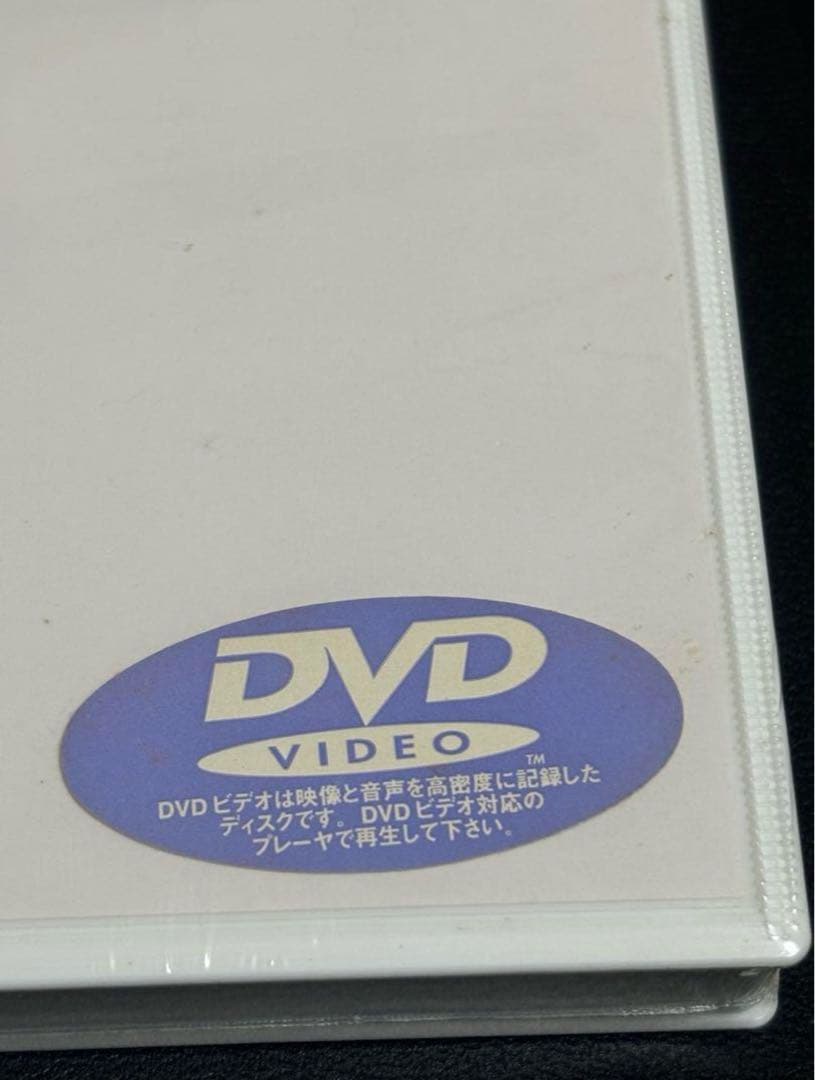 DVD
VIDEO
TM
DVDビデオは映像と音声を高密度に記録した
ディスクです。DVDビデオ対応の
プレーヤで再生して下さい。